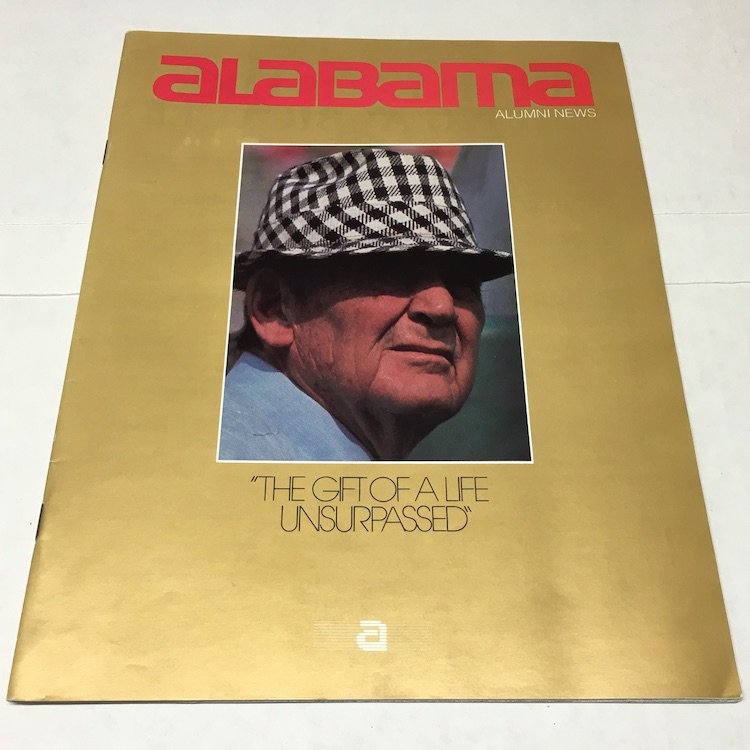 ALABAMA
ALUMNI NEWS
"THE GIFT OF A LIFE
UNSURPASSED"
a